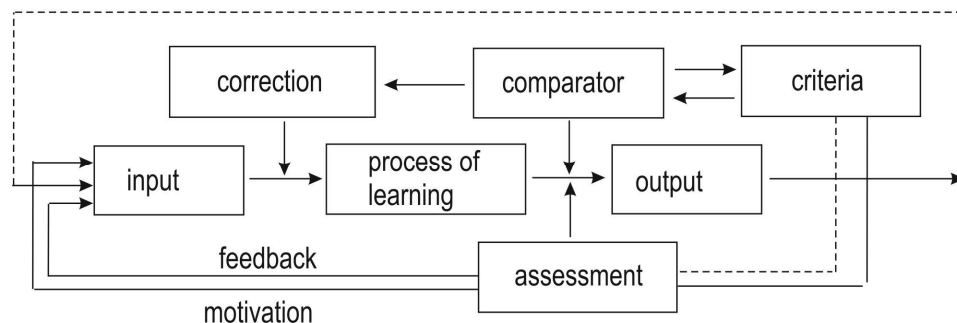 correction
comparator
criteria
input
process of
learning
output
feedback
assessment
motivation